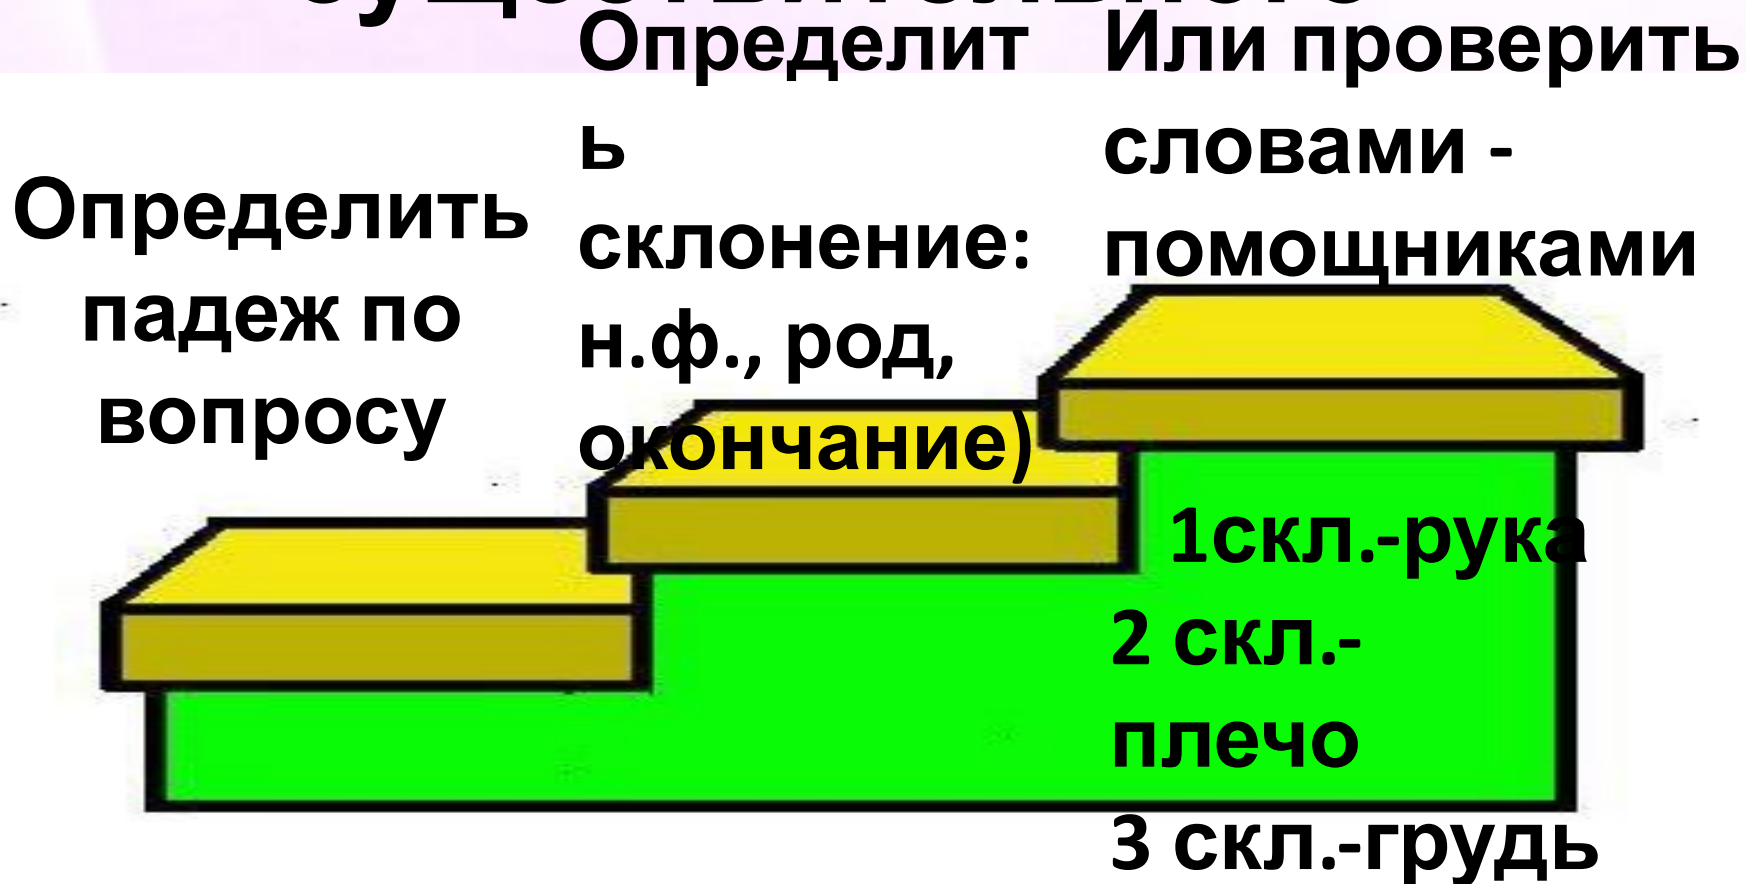 существительного
Определить
падеж по
вопросу
Определит
ь
склонение:
н.ф., род,
окончание)
Или проверить
словами -
помощниками
1скл.-рука
2 скл.-
плечо
3 скл.-грудь